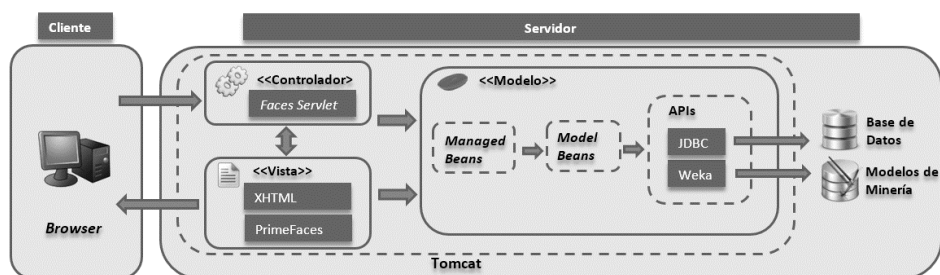 Cliente
Servidor
Browser
<<Controlador>
Faces Servlet
<<Vista>>
XHTML
PrimeFaces
<<Modelo>>
Managed
Beans
Model
Beans
APIs
JDBC
Weka
Base de
Datos
Modelos de
Minería
Tomcat